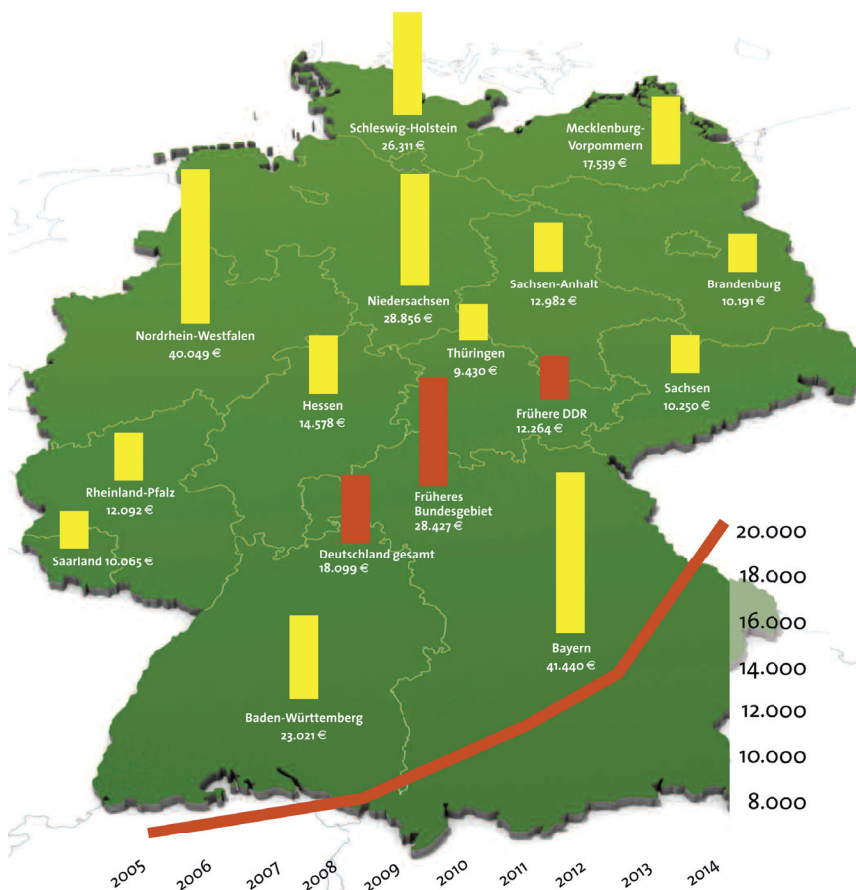 Schleswig-Holstein
26.311 €
Mecklenburg-
Vorpommern
17.539 €
Nordrhein-Westfalen
40.049 €
Niedersachsen
28.856 €
Sachsen-Anhalt
12.982 €
Brandenburg
10.191 €
Thüringen
9.430 €
Hessen
14.578 €
Frühere DDR
12.264 €
Sachsen
10.250 €
Rheinland-Pfalz
12.092 €
Früheres
Bundesgebiet
28.427 €
Saarland 10.065 €
Deutschland gesamt
18.099 €
Bayern
41.440 €
Baden-Württemberg
23.021 €
20.000
18.000
16.000
14.000
12.000
10.000
8.000
2005 2006 2007 2008 2009 2010 2011 2012 2013 2014